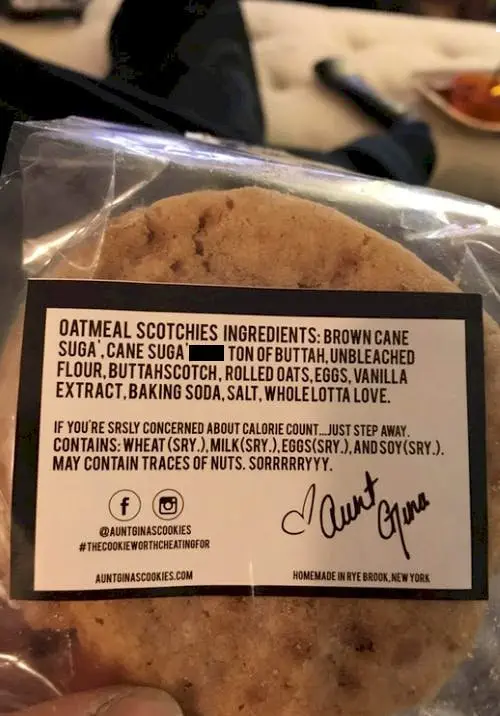 OATMEAL SCOTCHIES INGREDIENTS: BROWN CANE
SUGA', CANE SUGA' TON OF BUTTAH, UNBLEACHED
FLOUR, BUTTAHSCOTCH, ROLLED OATS, EGGS, VANILLA
EXTRACT, BAKING SODA, SALT, WHOLE LOTTA LOVE.
IF YOU'RE SRSLY CONCERNED ABOUT CALORIE COUNT...JUST STEP AWAY.
CONTAINS: WHEAT (SRY.), MILK (SRY.), EGGS (SRY.), AND SOY (SRY.).
MAY CONTAIN TRACES OF NUTS. SORRRRRYYY.
f
@AUNTGINASCOOKIES
#THECOOKIEWORTHCHEATINGFOR
Aunt
Gina
AUNTGINASCOOKIES.COM
HOMEMADE IN RYE BROOK, NEW YORK